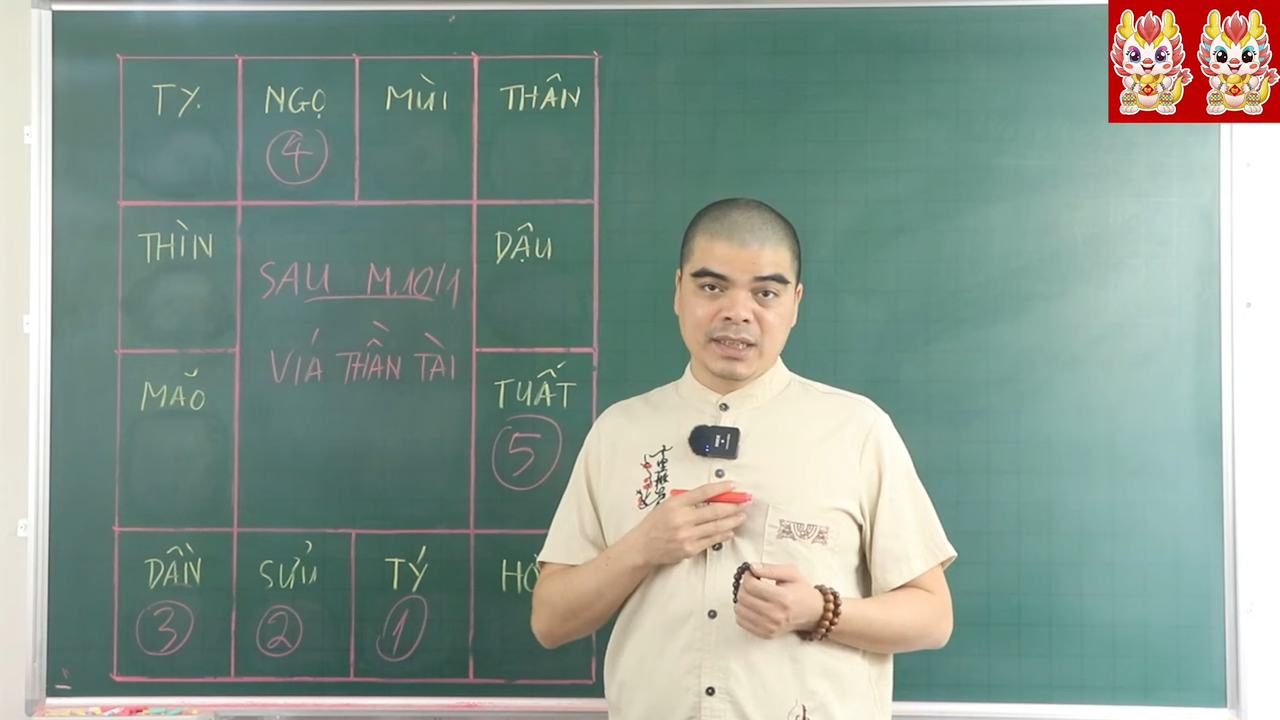 TỴ.
NGỌ
4
MÙI
THÂN
THÌN
DẬU
SAU M.10/1
VÍA THẦN TÀI
MÃO
TUẤT
5
DẦN
3
SỬU
2
TÝ
1